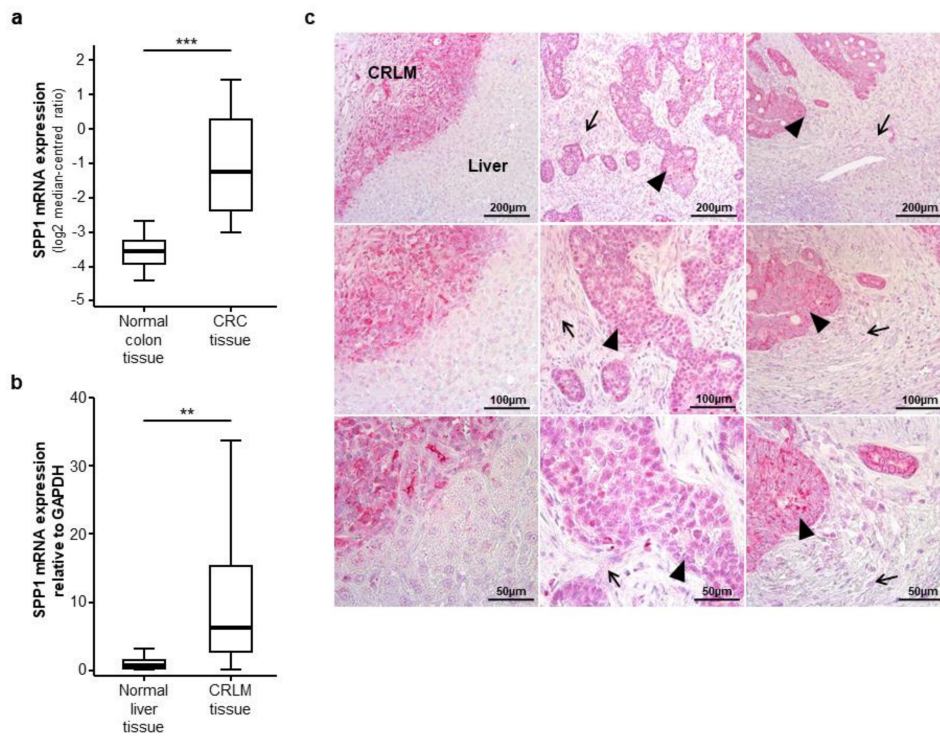 a
***
2
1
0
-1
-2
-3
-4
-5
SPP1 mRNA expression
(log2 median-centred ratio)
Normal
colon
tissue
CRC
tissue
b
**
40
30
20
10
0
SPP1 mRNA expression
relative to GAPDH
Normal
liver
tissue
CRLM
tissue
c
CRLM
Liver
200µm
200µm
200µm
100µm
100µm
100µm
50µm
50µm
50µm